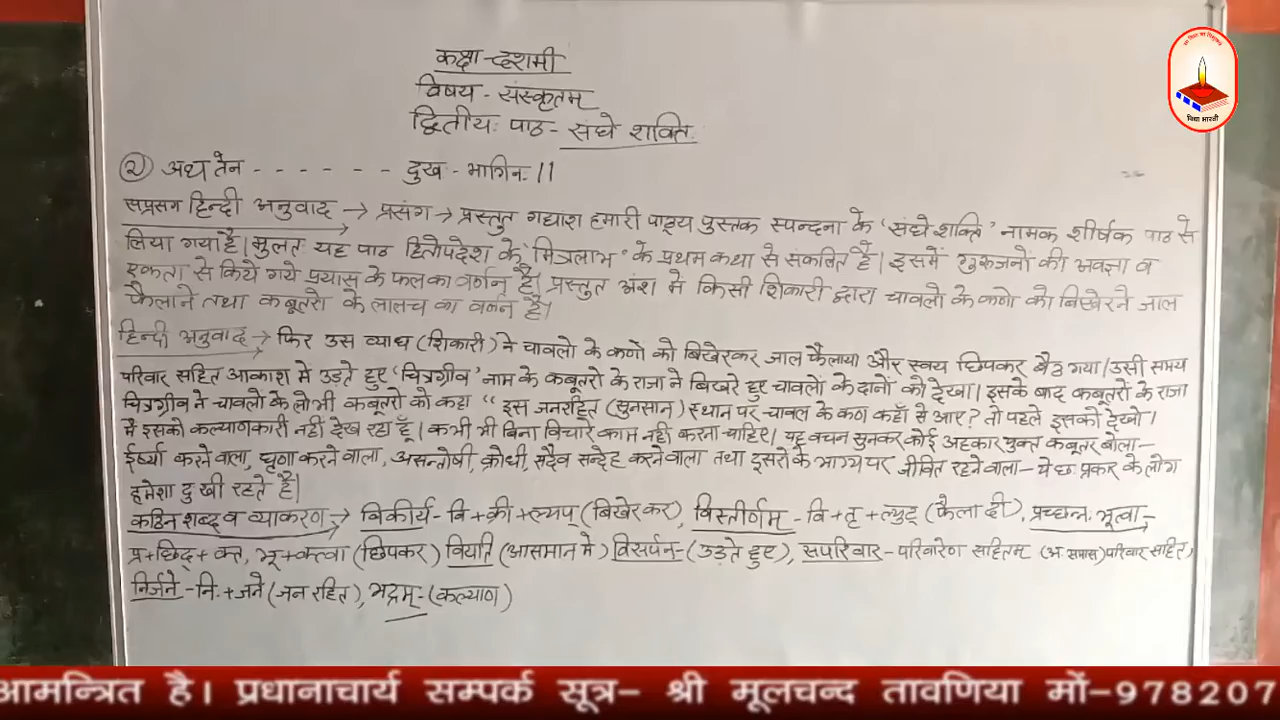 कक्षा-दशमी
विषय - संस्कृतम्
द्वितीयः पाठ- संघे शक्तिः
२ अथ तेन - - - - - - दुख - भागिनः ।।
सप्रसग हिन्दी अनुवाद → प्रसंग → प्रस्तुत गद्यांश हमारी पाठ्य पुस्तक स्पन्दना के 'संघे शक्ति' नामक शीर्षक पाठ से
लिया गया है। मुलत यह पाठ हितोपदेश के 'मित्रलाभ' के प्रथम कथा से संकलित है। इसमें गुरुजनों की अवज्ञा व
एकता से किये गये प्रयास के फल का वर्णन है। प्रस्तुत अंश में किसी शिकारी द्वारा चावलो के कणो को बिखेरने जाल
फैलाने तथा कबूतरो के लालच का वर्णन है।
हिन्दी अनुवाद → फिर उस व्याध (शिकारी) ने चावलो के कणो को बिखेरकर जाल फैलाया और स्वय छिपकर बैठ गया। उसी समय
परिवार सहित आकाश में उड़ते हुए 'चित्रग्रीव' नाम के कबूतरो के राजा ने बिखरे हुए चावलों के दानों को देखा। इसके बाद कबूतरों के राजा
चित्रग्रीव ने चावलों के लोभी कबूतरों को कहा "इस जनरहित (सुनसान) स्थान पर चावल के कण कहाँ से आए? तो पहले इसको देखो।
मैं इसको कल्याणकारी नहीं देख रहा हूँ। कभी भी बिना विचारे काम नहीं करना चाहिए। यह वचन सुनकर कोई अहकार युक्त कबूतर बोला—
ईर्ष्या करने वाला, घृणा करने वाला, असन्तोषी, क्रोधी, सदैव सन्देह करने वाला तथा दूसरो के भाग्य पर जीवित रहने वाला - ये छ प्रकार के लोग
हमेशा दु खी रहते है।
कठिन शब्द व व्याकरण → विकीर्य - वि+क्री+ल्यप् (बिखेर कर), विस्तीर्णम् - वि+तृ+ल्युट् (फैला दी), प्रच्छन्न भूत्वा -
प्र+छिद्+क्त, भू+क्त्वा (छिपकर) वियति (आसमान मे) विसर्पन - (उड़ते हुए), सपरिवार - परिवारेण सहितम (अ. समास) परिवार सहित,
निर्जने - निः+जने (जन रहित), भद्रम् - (कल्याण)
विद्या भारती
आमन्त्रित है। प्रधानाचार्य सम्पर्क सूत्र- श्री मूलचन्द तावणिया मों-978207